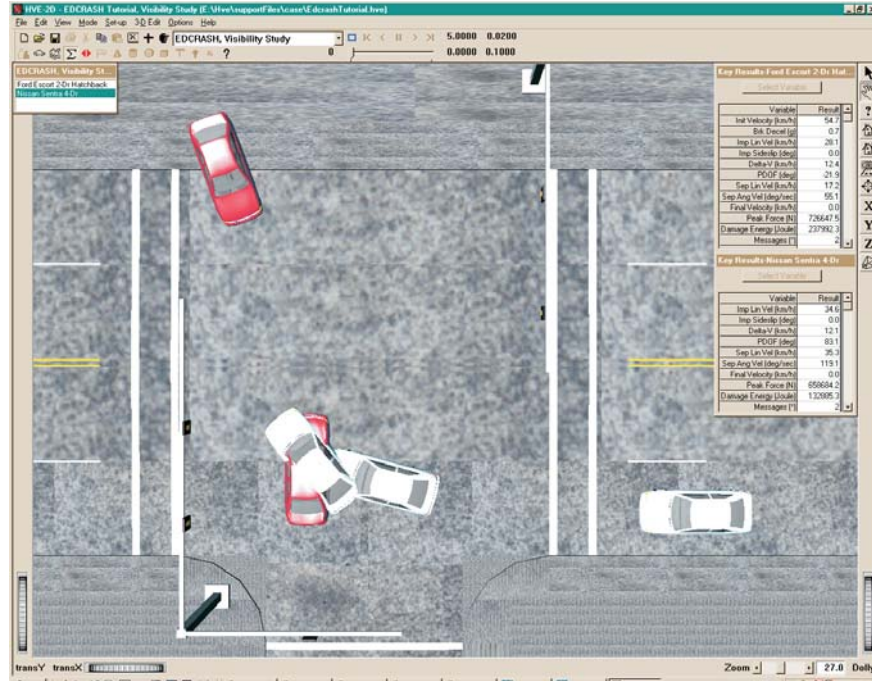 HVE-2D - EDCRASH Tutorial, Visibility Study (E:\Hve\supportFiles\case\EdcrashTutorial.hve)
File Edit View Mode Set-up 3-D Edit Options Help
EDCRASH, Visibility Study 5.0000 0.0200
0 0.0000 0.1000
EDCRASH, Visibility St...
Ford Escort 2-Dr Hatchback
Nissan Sentra 4-Dr
Key Results-Ford Escort 2-Dr Hat...
Select Variable
Variable Result
Init Velocity (km/h) 54.7
Brk Decel (g) 0.7
Imp Lin Vel (km/h) 28.1
Imp Sideslip (deg) 0.0
Delta-V (km/h) 12.4
PDOF (deg) -21.9
Sep Lin Vel (km/h) 17.2
Sep Ang Vel (deg/sec) 55.1
Final Velocity (km/h) 0.0
Peak Force (N) 726647.5
Damage Energy (Joule) 237992.3
Messages (*) 2
Key Results-Nissan Sentra 4-Dr
Select Variable
Variable Result
Imp Lin Vel (km/h) 34.6
Imp Sideslip (deg) 0.0
Delta-V (km/h) 12.1
PDOF (deg) 83.1
Sep Lin Vel (km/h) 35.3
Sep Ang Vel (deg/sec) 119.1
Final Velocity (km/h) 0.0
Peak Force (N) 658684.2
Damage Energy (Joule) 132885.3
Messages (*) 2
X
Y
Z
transY transX Zoom 27.0 Dolly